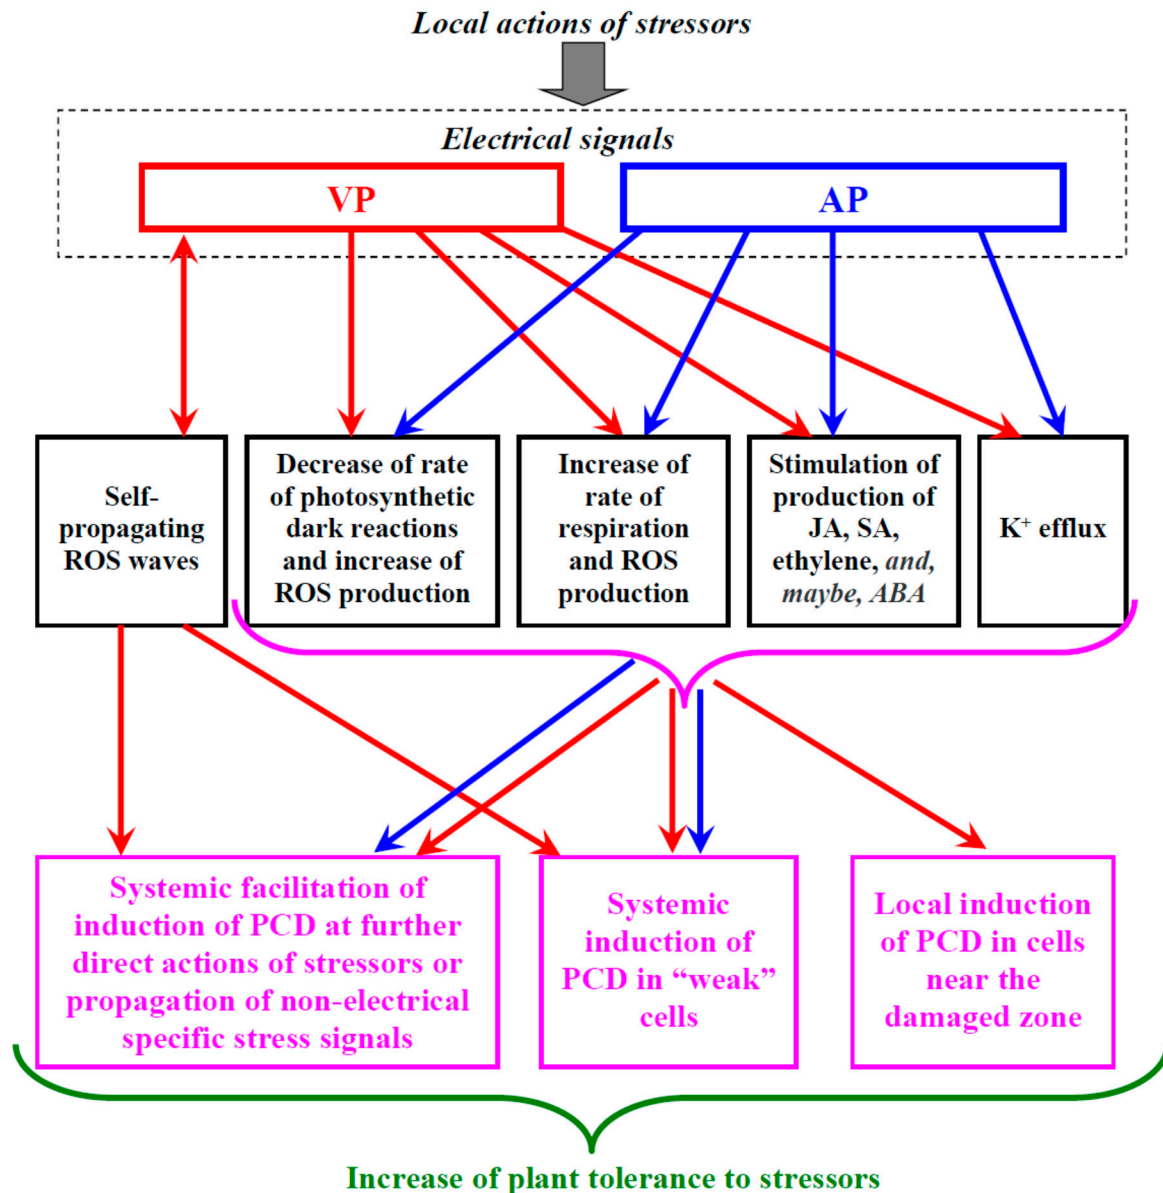 Local actions of stressors
Electrical signals
VP
AP
Self-
propagating
ROS waves
Decrease of rate
of photosynthetic
dark reactions
and increase of
ROS production
Increase of
rate of
respiration
and ROS
production
Stimulation of
production of
JA, SA,
ethylene, and,
maybe, ABA
K⁺ efflux
Systemic facilitation of
induction of PCD at further
direct actions of stressors or
propagation of non-electrical
specific stress signals
Systemic
induction of
PCD in “weak”
cells
Local induction
of PCD in cells
near the
damaged zone
Increase of plant tolerance to stressors